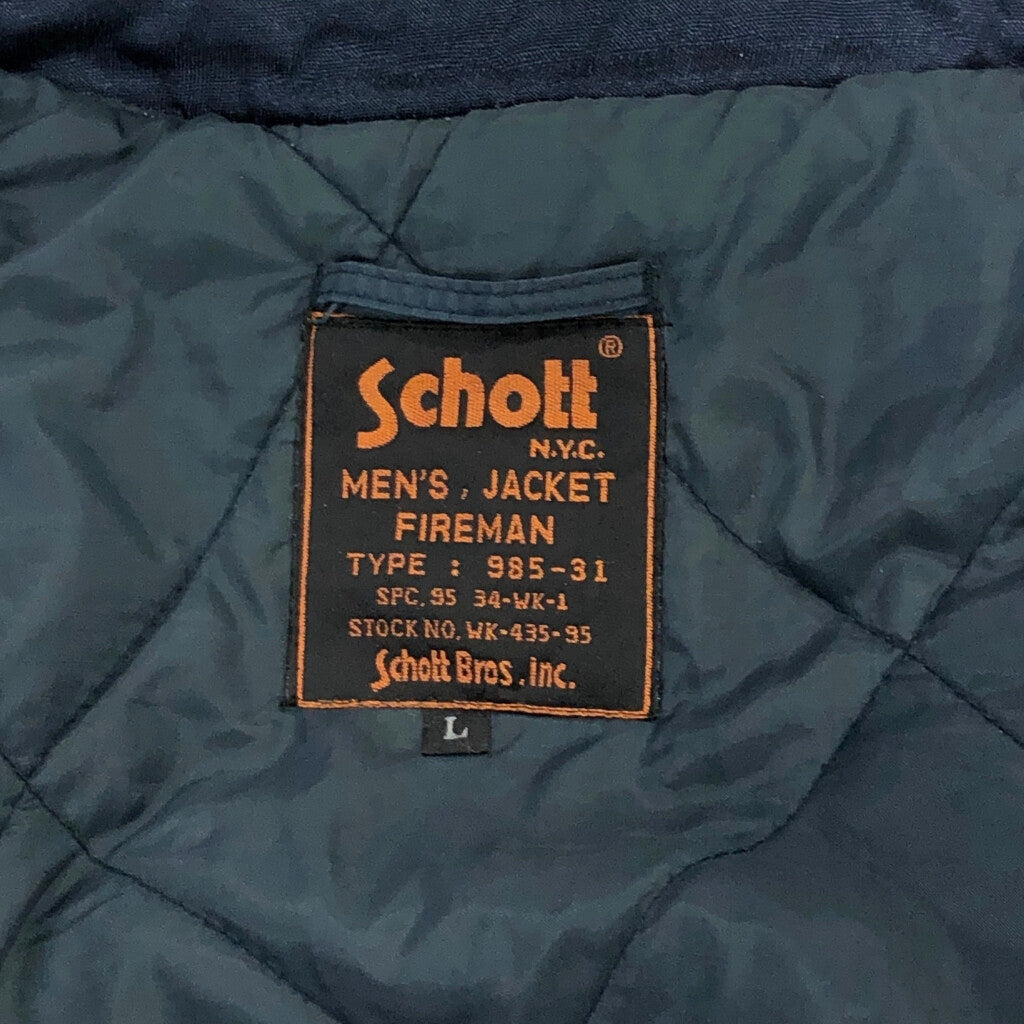 Schott®
N.Y.C.
MEN'S, JACKET
FIREMAN
TYPE : 985-31
SPC. 95 34-WK-1
STOCK NO. WK-435-95
Schott Bros. inc.
L